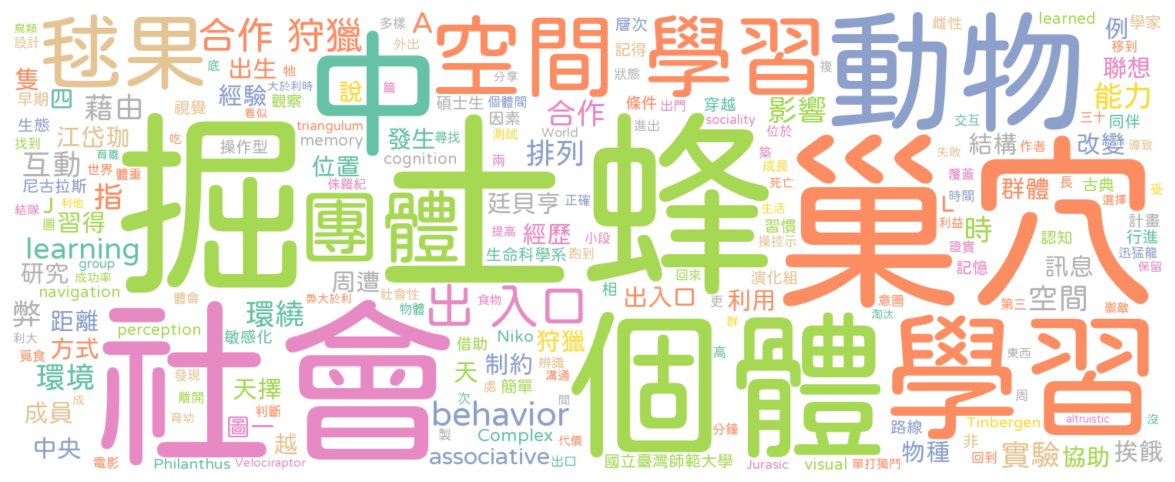 鳥類
設計
毬果
合作
狩獵
多樣
外出
A
空間學習
動物
層次
記得
雌性
learned
例
學家
移到
隻
早期
四
出生
底
牠
大於利時
藉由
經驗
觀察
看似
中
說
篇
分享
狀態
複
聯想
能力
生態
找到
江岱珈
視覺
吃
triangulum
memory
發生
尋找
碩士生
個體間
因素
測試
World
合作
條件
出門
穿越
影響
sociality
進出
位於
交互
三十
同伴
結構
作者
改變
導致
互動
育雛
操作型
位置
cognition
兩
排列
築
成長
死亡
失敗
覆蓋
長
古典
選擇
受
尼古拉斯
世界
體重
指
侏羅紀
廷貝亨
正確
生活
群體
時間
結隊
利他
J
圖
習得
掘土蜂
團體
巢穴
提高
經歷
小段
習慣
操控示
L
利益
時
認知
計畫
行進
learning
group
生命科學系
跑到
證實
迅猛龍
研究
成功率
周遭
回來
演化組
記憶
訊息
保留
navigation
體會
弊大於利
社會性
出入口
食物
物體
相
出入口
更
利用
意圖
淘汰
空間
第三
禦敵
弊
利大
距離
perception
環繞
敏感化
Niko
狩獵
群
覓食
方式
社會
借助
辨識
個體
高
學習
東西
環境
發現
離開
天擇
天
制約
處
簡單
溝通
周
成員
成
育幼
判斷
圖一
次
behavior
間
分鐘
路線
Tinbergen
altruistic
沒
中央
電影
Philanthus
越
Velociraptor
製
associative
Complex
代價
出口
國立臺灣師範大學
Jurasic
visual
單打獨鬥
物種
非
回到
實驗
協助
挨餓